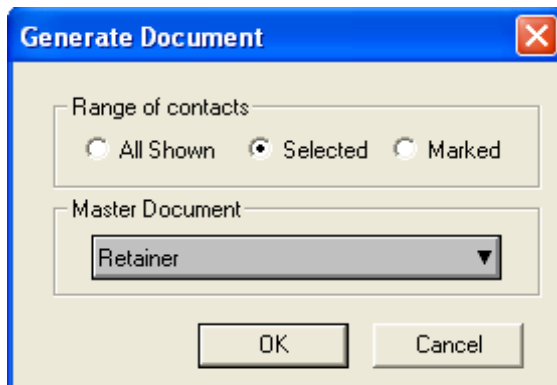 Generate Document
Range of contacts
All Shown Selected Marked
Master Document
Retainer
OK Cancel